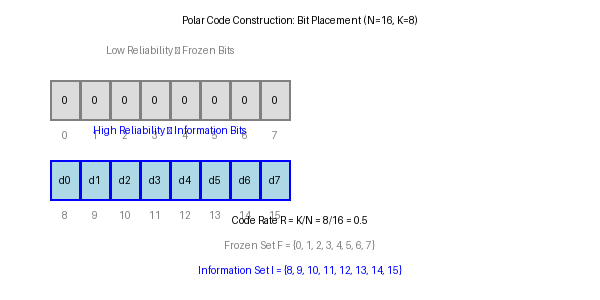 Polar Code Construction: Bit Placement (N=16, K=8)
Low Reliability Frozen Bits
0 0 0 0 0 0 0 0
0 1 2 3 4 5 6 7
High Reliability Information Bits
d0 d1 d2 d3 d4 d5 d6 d7
8 9 10 11 12 13 14 15
Code Rate R = K/N = 8/16 = 0.5
Frozen Set F = {0, 1, 2, 3, 4, 5, 6, 7}
Information Set I = {8, 9, 10, 11, 12, 13, 14, 15}